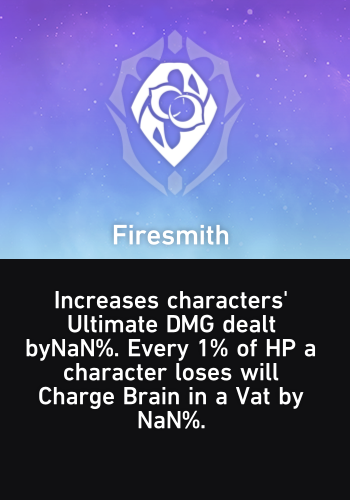 Firesmith
Increases characters'
Ultimate DMG dealt
byNaN%. Every 1% of HP a
character loses will
Charge Brain in a Vat by
NaN%.